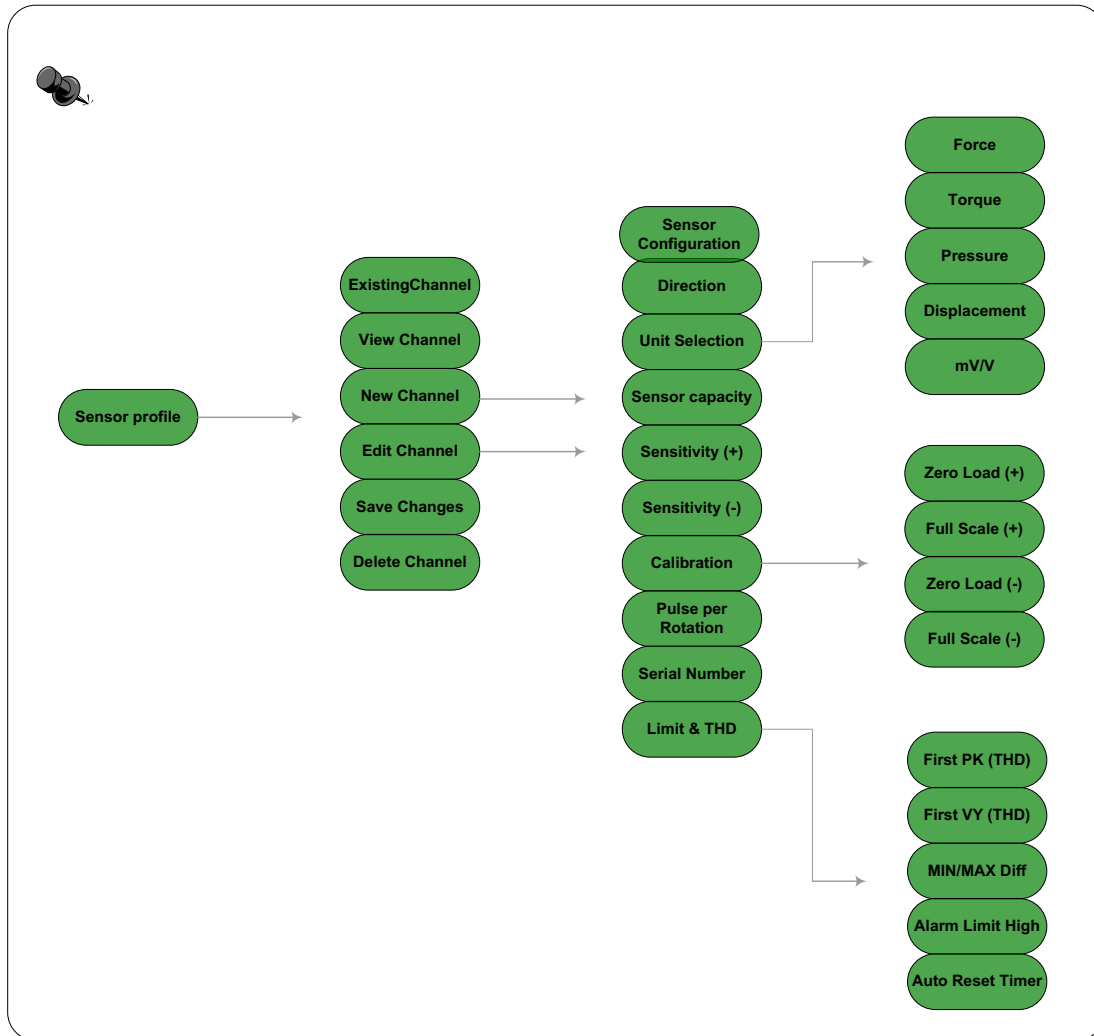 Sensor profile
ExistingChannel
View Channel
New Channel
Edit Channel
Save Changes
Delete Channel
Sensor
Configuration
Direction
Unit Selection
Sensor capacity
Sensitivity (+)
Sensitivity (-)
Calibration
Pulse per
Rotation
Serial Number
Limit & THD
Force
Torque
Pressure
Displacement
mV/V
Zero Load (+)
Full Scale (+)
Zero Load (-)
Full Scale (-)
First PK (THD)
First VY (THD)
MIN/MAX Diff
Alarm Limit High
Auto Reset Timer